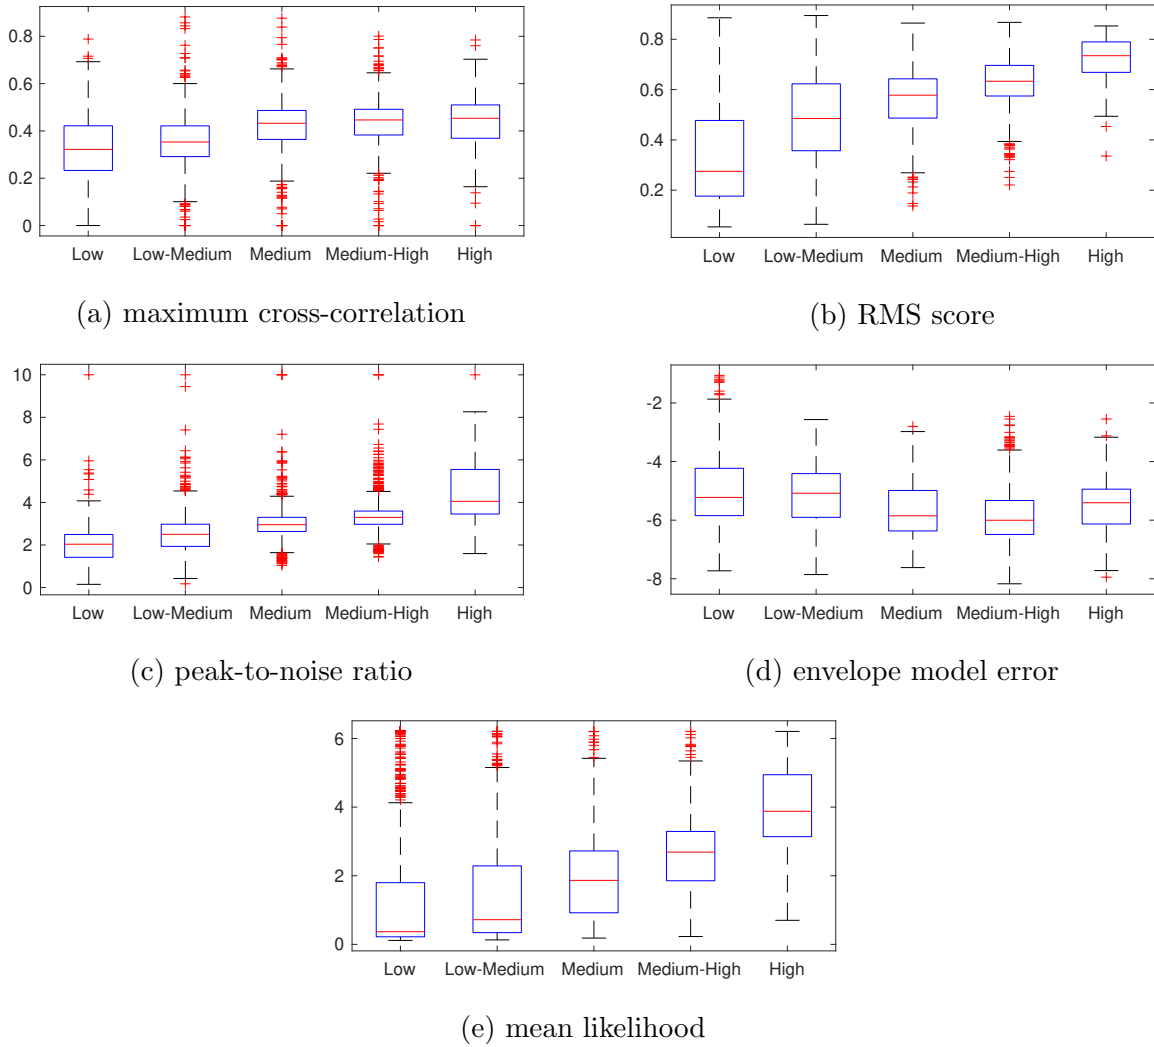 0.8
0.6
0.4
0.2
0
Low Low-Medium Medium Medium-High High
(a) maximum cross-correlation
0.8
0.6
0.4
0.2
Low Low-Medium Medium Medium-High High
(b) RMS score
10
8
6
4
2
0
Low Low-Medium Medium Medium-High High
(c) peak-to-noise ratio
-2
-4
-6
-8
Low Low-Medium Medium Medium-High High
(d) envelope model error
6
4
2
0
Low Low-Medium Medium Medium-High High
(e) mean likelihood